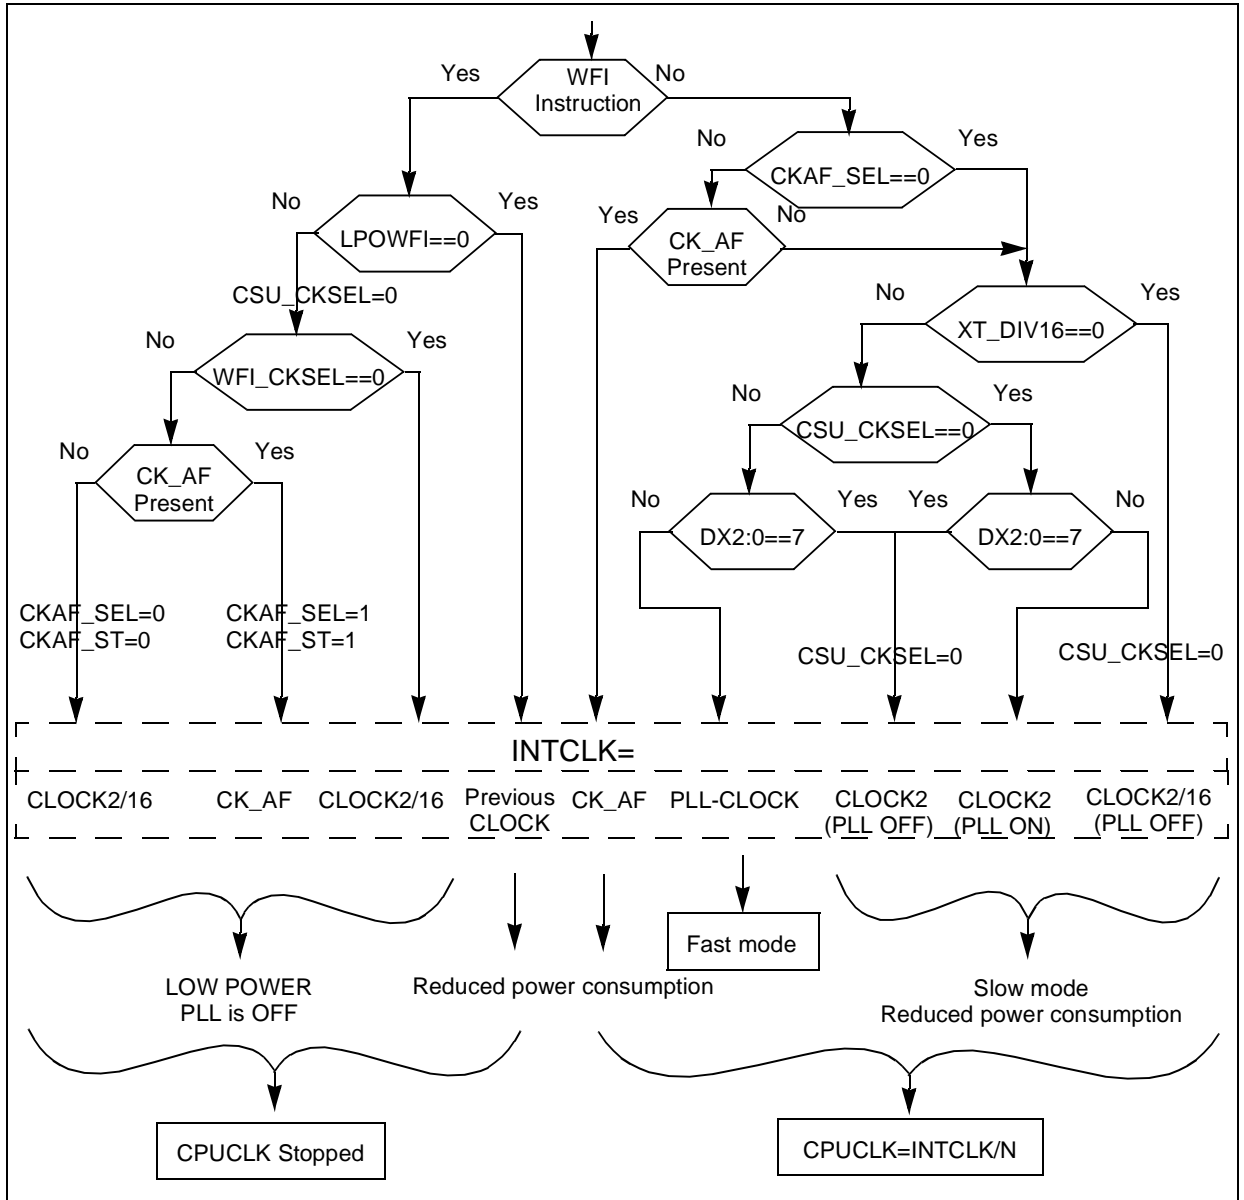 Yes
WFI
Instruction
No
No
CKAF_SEL==0
Yes
No
LPOWFI==0
Yes
Yes
CK_AF
Present
No
CSU_CKSEL=0
No
XT_DIV16==0
Yes
No
WFI_CKSEL==0
Yes
No
CSU_CKSEL==0
Yes
No
CK_AF
Present
Yes
No
DX2:0==7
Yes
Yes
DX2:0==7
No
CKAF_SEL=0
CKAF_ST=0
CKAF_SEL=1
CKAF_ST=1
CSU_CKSEL=0
CSU_CKSEL=0
INTCLK=
CLOCK2/16
CK_AF
CLOCK2/16
Previous
CLOCK
CK_AF
PLL-CLOCK
CLOCK2
(PLL OFF)
CLOCK2
(PLL ON)
CLOCK2/16
(PLL OFF)
Fast mode
LOW POWER
PLL is OFF
Reduced power consumption
Slow mode
Reduced power consumption
CPUCLK Stopped
CPUCLK=INTCLK/N